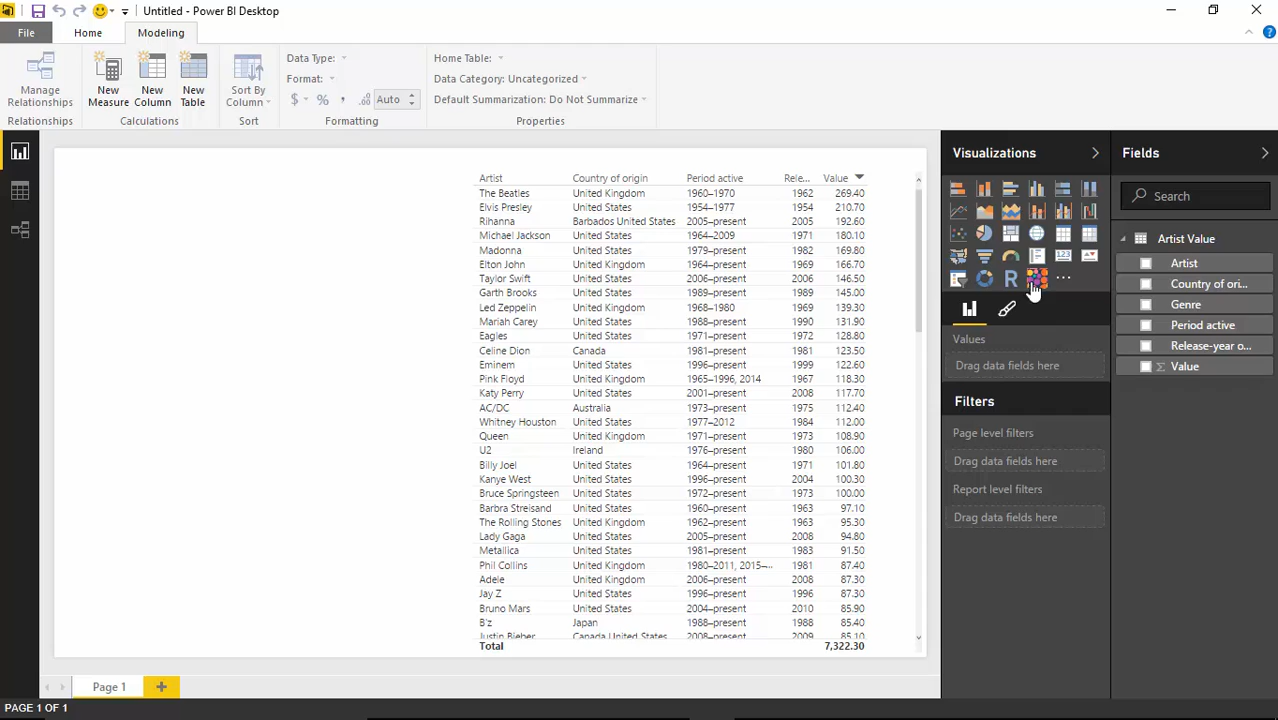 Untitled - Power BI Desktop
File Home Modeling
Manage Relationships
New Measure
New Column
New Table
Sort By Column
Data Type:
Format:
$ % , .00 Auto
Home Table:
Data Category: Uncategorized
Default Summarization: Do Not Summarize
Relationships Calculations Sort Formatting Properties
Artist Country of origin Period active Rele... Value
The Beatles United Kingdom 1960–1970 1962 269.40
Elvis Presley United States 1954–1977 1954 210.70
Rihanna Barbados United States 2005–present 2005 192.60
Michael Jackson United States 1964–2009 1971 180.10
Madonna United States 1979–present 1982 169.80
Elton John United Kingdom 1964–present 1969 166.70
Taylor Swift United States 2006–present 2006 146.50
Garth Brooks United States 1989–present 1989 145.00
Led Zeppelin United Kingdom 1968–1980 1969 139.30
Mariah Carey United States 1988–present 1990 131.90
Eagles United States 1971–present 1972 128.80
Celine Dion Canada 1981–present 1981 123.50
Eminem United States 1996–present 1999 122.60
Pink Floyd United Kingdom 1965–1996, 2014 1967 118.30
Katy Perry United States 2001–present 2008 117.70
AC/DC Australia 1973–present 1975 112.40
Whitney Houston United States 1977–2012 1984 112.00
Queen United Kingdom 1971–present 1973 108.90
U2 Ireland 1976–present 1980 106.00
Billy Joel United States 1964–present 1971 101.80
Kanye West United States 1996–present 2004 100.30
Bruce Springsteen United States 1972–present 1973 100.00
Barbra Streisand United States 1960–present 1963 97.10
The Rolling Stones United Kingdom 1962–present 1963 95.30
Lady Gaga United States 2005–present 2008 94.80
Metallica United States 1981–present 1983 91.50
Phil Collins United Kingdom 1980–2011, 2015–... 1981 87.40
Adele United Kingdom 2006–present 2008 87.30
Jay Z United States 1996–present 1996 87.30
Bruno Mars United States 2004–present 2010 85.90
B'z Japan 1988–present 1988 85.40
Justin Bieber Canada United States 2008–present 2009 85.10
Total 7,322.30
Visualizations
R
123
Values
Drag data fields here
Filters
Page level filters
Drag data fields here
Report level filters
Drag data fields here
Fields
Search
Artist Value
Artist
Country of ori...
Genre
Period active
Release-year o...
Σ Value
Page 1
PAGE 1 OF 1